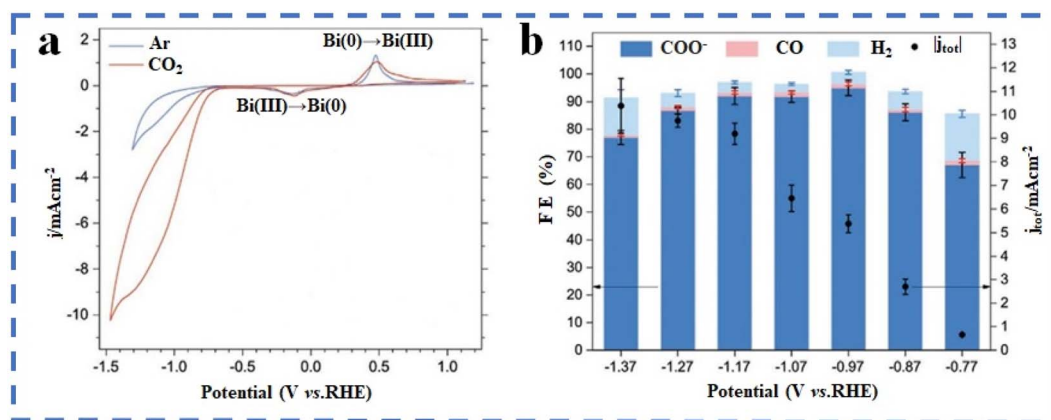 a
2
0
-2
-4
-6
-8
-10
j/mAcm⁻²
Ar
CO₂
Bi(0)→Bi(III)
Bi(III)→Bi(0)
-1.5 -1.0 -0.5 0.0 0.5 1.0
Potential (V vs.RHE)
b
COO⁻ CO H₂ |jtot|
110
100
90
80
70
60
50
40
30
20
10
0
FE (%)
13
12
11
10
9
8
7
6
5
4
3
2
1
0
jtot/mAcm⁻²
-1.37 -1.27 -1.17 -1.07 -0.97 -0.87 -0.77
Potential (V vs.RHE)